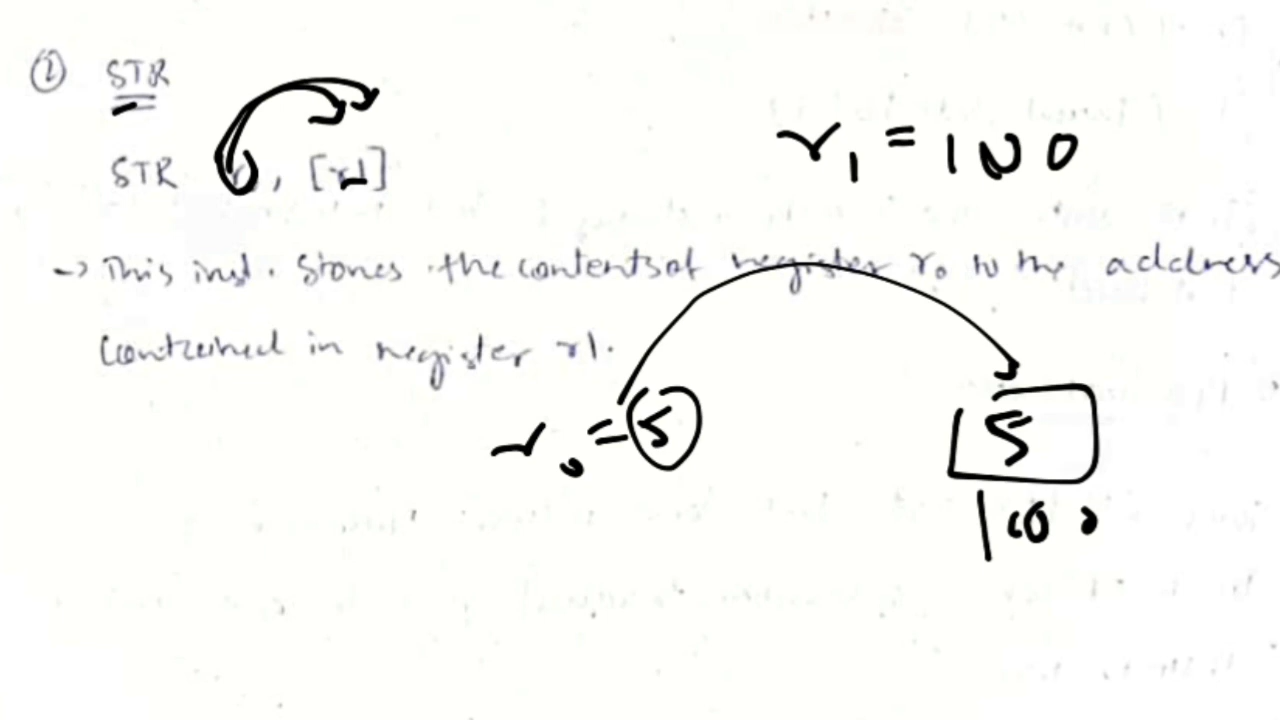 ② STR
r₁ = 100
STR r0, [r1]
→ This inst. Stores the contents of register r₀ to the address
contained in register r1.
r₀ = 5
5
100